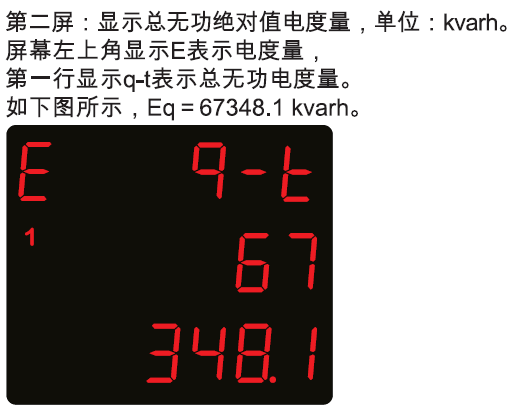 第二屏：显示总无功绝对值电度量，单位：kvarh。
屏幕左上角显示E表示电度量，
第一行显示q-t表示总无功电度量。
如下图所示，Eq = 67348.1 kvarh。
E q-t
1 67
348.1